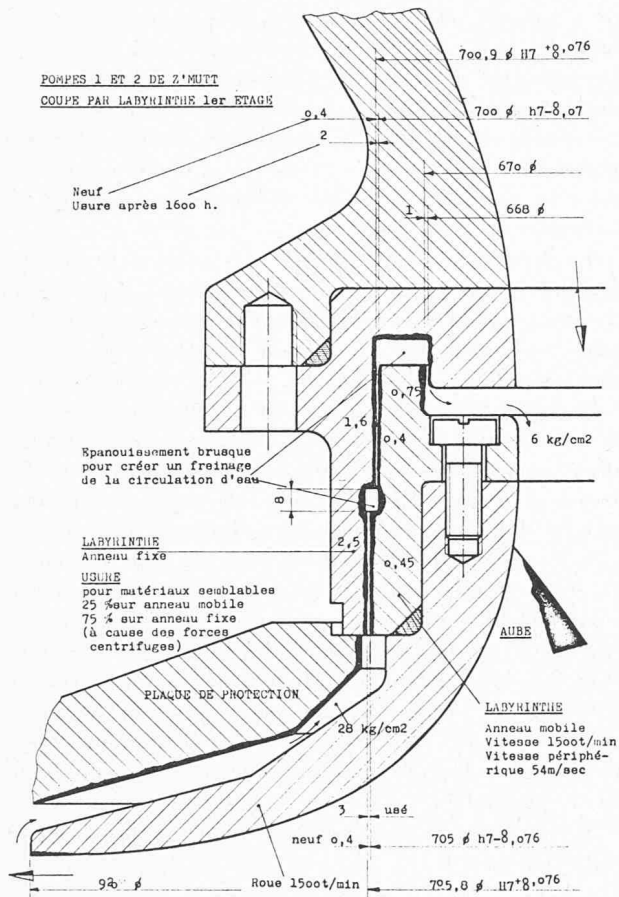 700,9 ϕ H7 +0,076
POMPES 1 ET 2 DE Z'MUTT
COUPE PAR LABYRINTHE 1er ETAGE
0,4
700 ϕ h7-0,07
2
670 ϕ
Neuf
Usure après 1600 h.
I
668 ϕ
0,75
1,6
0,4
6 kg/cm2
Epanouissement brusque
pour créer un freinage
de la circulation d'eau
8
LABYRINTHE
Anneau fixe
2,5
0,45
USURE
pour matériaux semblables
25 % sur anneau mobile
75 % sur anneau fixe
(à cause des forces
centrifuges)
AUBE
PLAQUE DE PROTECTION
28 kg/cm2
LABYRINTHE
Anneau mobile
Vitesse 1500t/min
Vitesse périphé-
rique 54m/sec
3 usé
neuf 0,4
705 ϕ h7-0,076
ϕ
Roue 1500t/min
705,8 ϕ H7+0,076